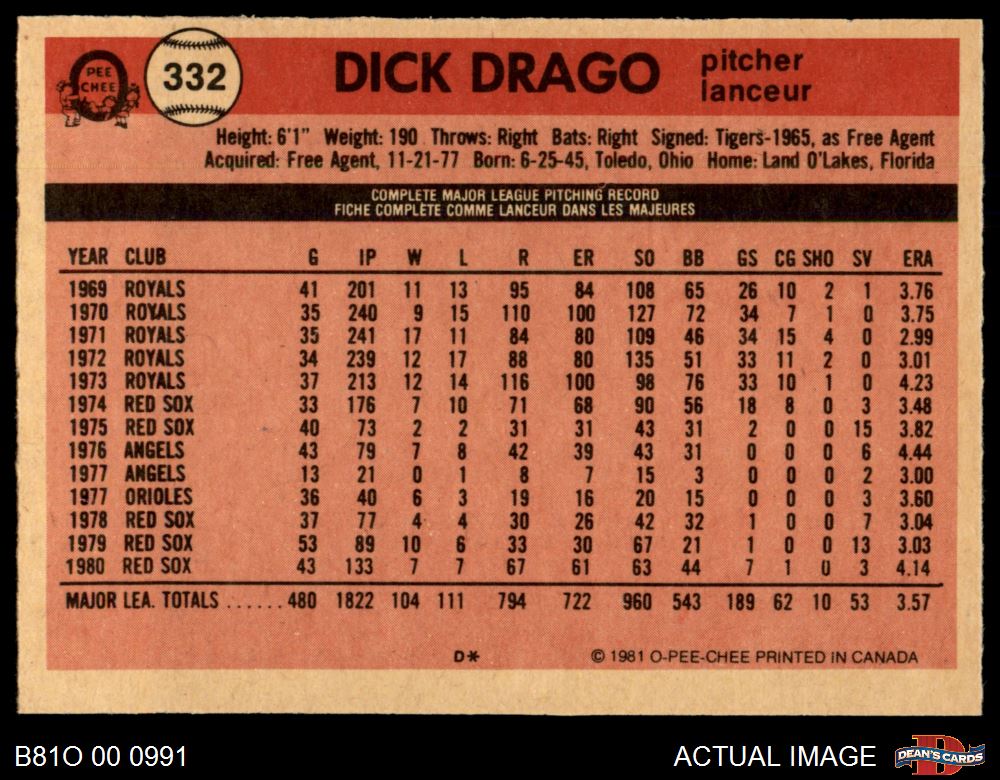 PEE
CHEE
332
DICK DRAGO
pitcher
lanceur
Height: 6'1" Weight: 190 Throws: Right Bats: Right Signed: Tigers-1965, as Free Agent
Acquired: Free Agent, 11-21-77 Born: 6-25-45, Toledo, Ohio Home: Land O'Lakes, Florida
COMPLETE MAJOR LEAGUE PITCHING RECORD
FICHE COMPLÈTE COMME LANCEUR DANS LES MAJEURES
YEAR CLUB G IP W L R ER SO BB GS CG SHO SV ERA
1969 ROYALS 41 201 11 13 95 84 108 65 26 10 2 1 3.76
1970 ROYALS 35 240 9 15 110 100 127 72 34 7 1 0 3.75
1971 ROYALS 35 241 17 11 84 80 109 46 34 15 4 0 2.99
1972 ROYALS 34 239 12 17 88 80 135 51 33 11 2 0 3.01
1973 ROYALS 37 213 12 14 116 100 98 76 33 10 1 0 4.23
1974 RED SOX 33 176 7 10 71 68 90 56 18 8 0 3 3.48
1975 RED SOX 40 73 2 2 31 31 43 31 2 0 0 15 3.82
1976 ANGELS 43 79 7 8 42 39 43 31 0 0 0 6 4.44
1977 ANGELS 13 21 0 1 8 7 15 3 0 0 0 2 3.00
1977 ORIOLES 36 40 6 3 19 16 20 15 0 0 0 3 3.60
1978 RED SOX 37 77 4 4 30 26 42 32 1 0 0 7 3.04
1979 RED SOX 53 89 10 6 33 30 67 21 1 0 0 13 3.03
1980 RED SOX 43 133 7 7 67 61 63 44 7 1 0 3 4.14
MAJOR LEA. TOTALS ...... 480 1822 104 111 794 722 960 543 189 62 10 53 3.57
D* © 1981 O-PEE-CHEE PRINTED IN CANADA
B81O 00 0991
ACTUAL IMAGE
DEAN'S CARDS